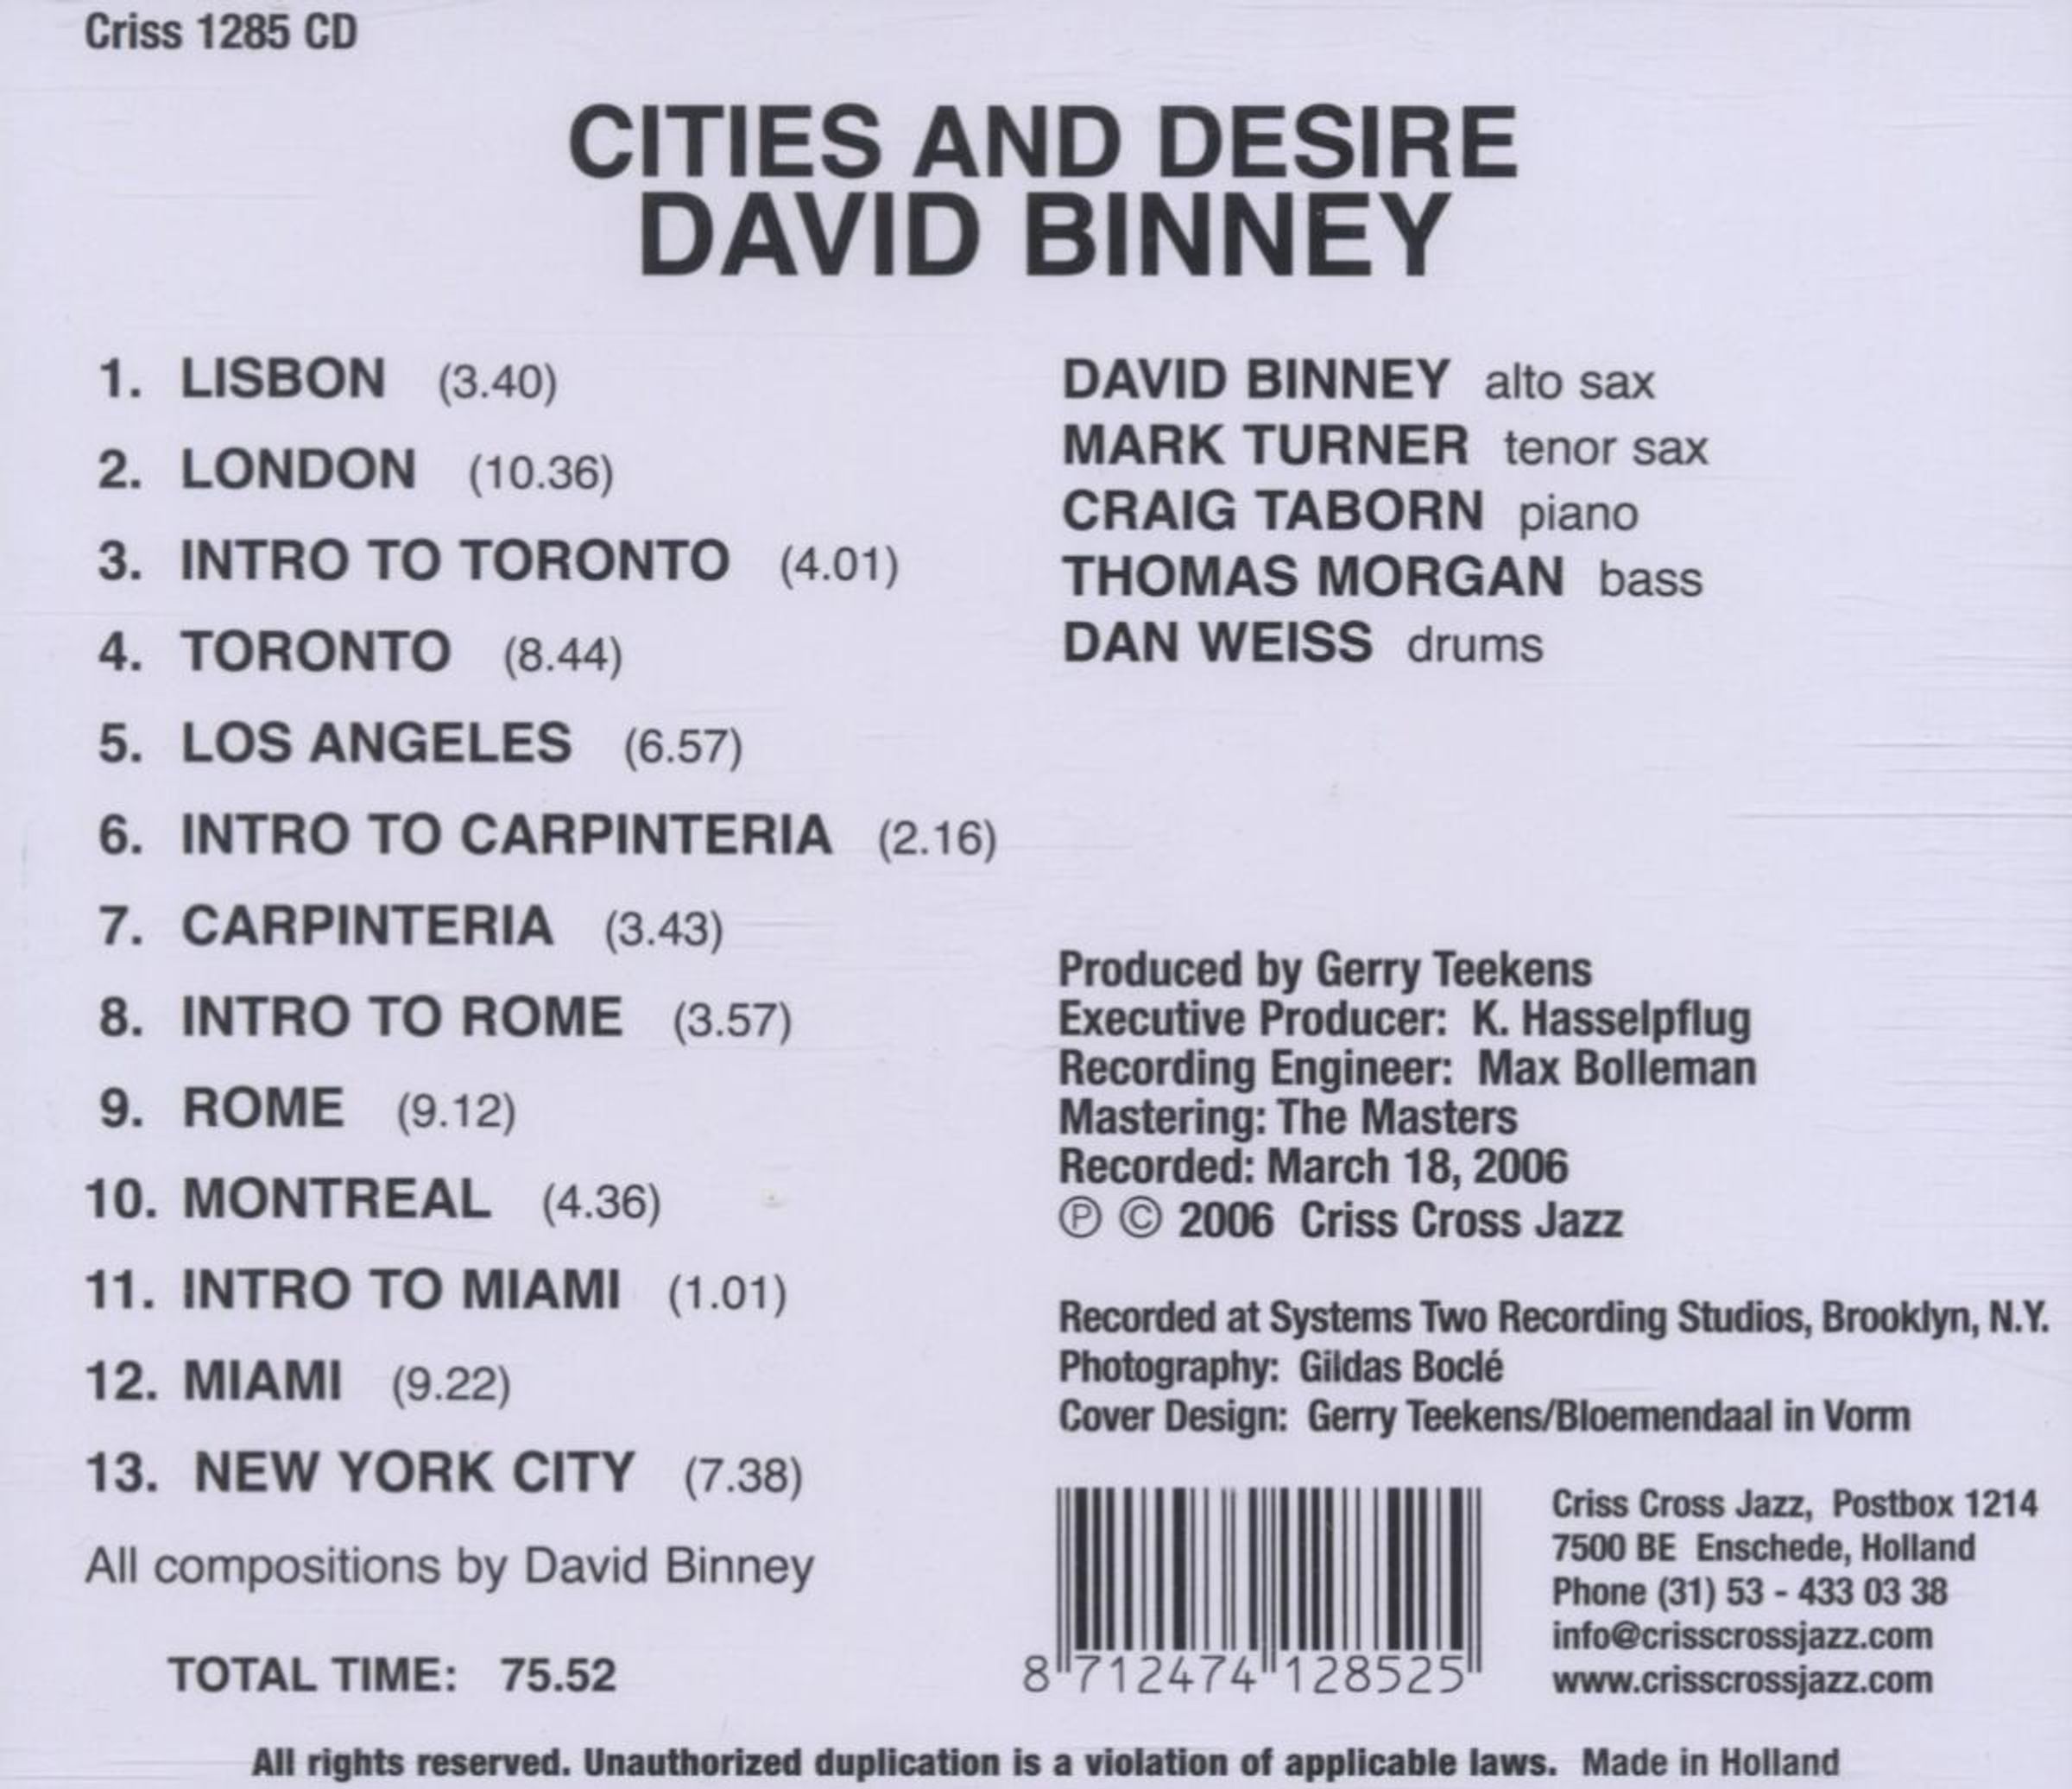 Criss 1285 CD
CITIES AND DESIRE
DAVID BINNEY
1. LISBON (3.40)
2. LONDON (10.36)
3. INTRO TO TORONTO (4.01)
4. TORONTO (8.44)
5. LOS ANGELES (6.57)
6. INTRO TO CARPINTERIA (2.16)
7. CARPINTERIA (3.43)
8. INTRO TO ROME (3.57)
9. ROME (9.12)
10. MONTREAL (4.36)
11. INTRO TO MIAMI (1.01)
12. MIAMI (9.22)
13. NEW YORK CITY (7.38)
All compositions by David Binney
TOTAL TIME: 75.52
DAVID BINNEY alto sax
MARK TURNER tenor sax
CRAIG TABORN piano
THOMAS MORGAN bass
DAN WEISS drums
Produced by Gerry Teekens
Executive Producer: K. Hasselpflug
Recording Engineer: Max Bolleman
Mastering: The Masters
Recorded: March 18, 2006
℗ © 2006 Criss Cross Jazz
Recorded at Systems Two Recording Studios, Brooklyn, N.Y.
Photography: Gildas Boclé
Cover Design: Gerry Teekens/Bloemendaal in Vorm
8 712474 128525
Criss Cross Jazz, Postbox 1214
7500 BE Enschede, Holland
Phone (31) 53 - 433 03 38
info@crisscrossjazz.com
www.crisscrossjazz.com
All rights reserved. Unauthorized duplication is a violation of applicable laws. Made in Holland